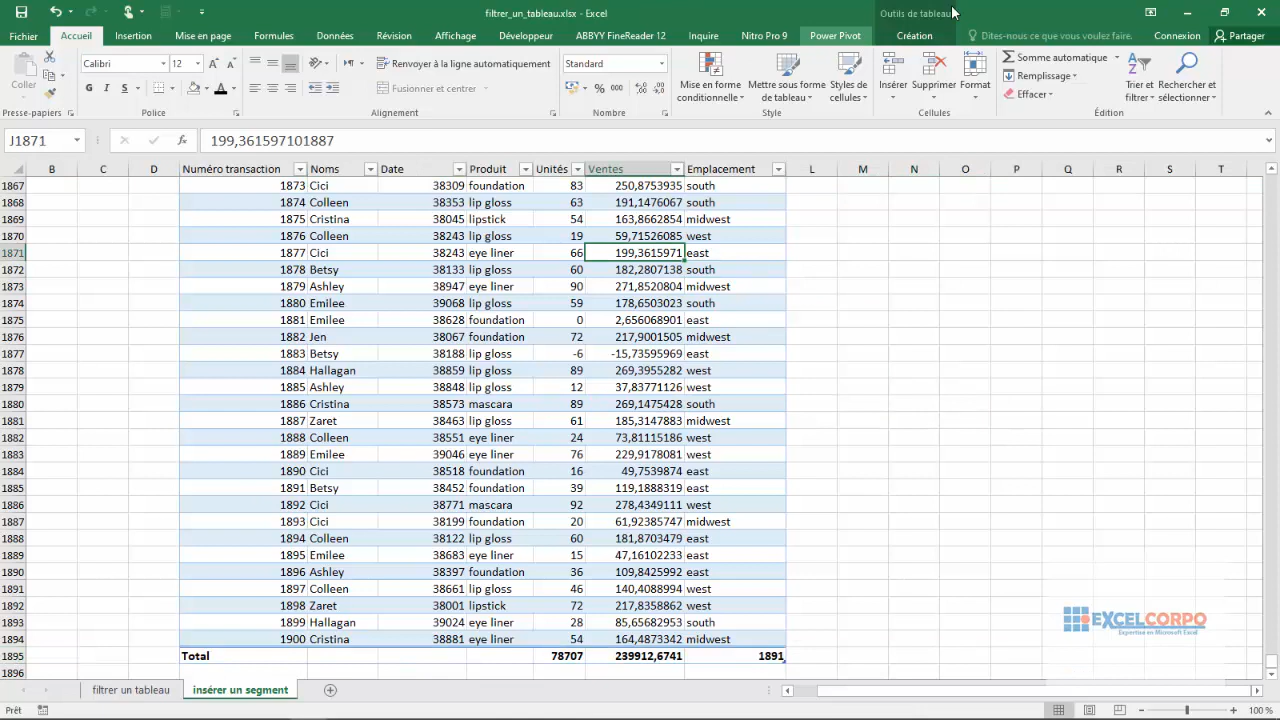 filtrer_un_tableau.xlsx - Excel
Outils de tableau
Fichier Accueil Insertion Mise en page Formules Données Révision Affichage Développeur ABBYY FineReader 12 Inquire Nitro Pro 9 Power Pivot Création Dites-nous ce que vous voulez faire. Connexion Partager
Coller
Calibri 12
G I S A
Police
Renvoyer à la ligne automatiquement
Fusionner et centrer
Alignement
Standard
% 000
Nombre
Mise en forme conditionnelle
Mettre sous forme de tableau
Styles de cellules
Style
Insérer
Supprimer
Format
Cellules
Somme automatique
Remplissage
Effacer
Trier et filtrer
Rechercher et sélectionner
Édition
J1871 fx 199,361597101887
B C D Numéro transaction Noms Date Produit Unités Ventes Emplacement L M N O P Q R S T
1867 1873 Cici 38309 foundation 83 250,8753935 south
1868 1874 Colleen 38353 lip gloss 63 191,1476067 south
1869 1875 Cristina 38045 lipstick 54 163,8662854 midwest
1870 1876 Colleen 38243 lip gloss 19 59,71526085 west
1871 1877 Cici 38243 eye liner 66 199,3615971 east
1872 1878 Betsy 38133 lip gloss 60 182,2807138 south
1873 1879 Ashley 38947 eye liner 90 271,8520804 midwest
1874 1880 Emilee 39068 lip gloss 59 178,6503023 south
1875 1881 Emilee 38628 foundation 0 2,656068901 east
1876 1882 Jen 38067 foundation 72 217,9001505 midwest
1877 1883 Betsy 38188 lip gloss -6 -15,73595969 east
1878 1884 Hallagan 38859 lip gloss 89 269,3955282 west
1879 1885 Ashley 38848 lip gloss 12 37,83771126 west
1880 1886 Cristina 38573 mascara 89 269,1475428 south
1881 1887 Zaret 38463 lip gloss 61 185,3147883 midwest
1882 1888 Colleen 38551 eye liner 24 73,81115186 west
1883 1889 Emilee 39046 eye liner 76 229,9178081 west
1884 1890 Cici 38518 foundation 16 49,7539874 east
1885 1891 Betsy 38452 foundation 39 119,1888319 east
1886 1892 Cici 38771 mascara 92 278,4349111 west
1887 1893 Cici 38199 foundation 20 61,92385747 midwest
1888 1894 Colleen 38122 lip gloss 60 181,8703479 east
1889 1895 Emilee 38683 eye liner 15 47,16102233 east
1890 1896 Ashley 38397 foundation 36 109,8425992 east
1891 1897 Colleen 38661 lip gloss 46 140,4088994 west
1892 1898 Zaret 38001 lipstick 72 217,8358862 west
1893 1899 Hallagan 39024 eye liner 28 85,65682953 south
1894 1900 Cristina 38881 eye liner 54 164,4873342 midwest
1895 Total 78707 239912,6741 1891
1896
EXCELCORPO
Expertise en Microsoft Excel
filtrer un tableau insérer un segment
Prêt 100 %